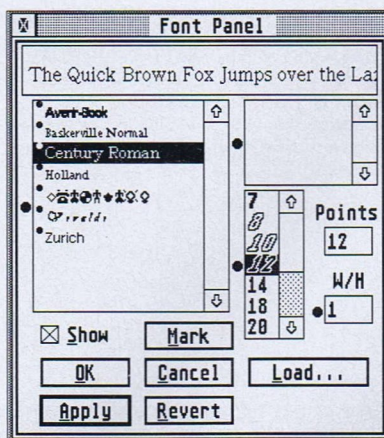 Font Panel
The Quick Brown Fox Jumps over the Laz
Avant-Book
Baskerville Normal
Century Roman
Holland
Zurich
7
8
10
12
14
18
20
Points
12
W/H
1
Show
Mark
OK
Cancel
Load...
Apply
Revert